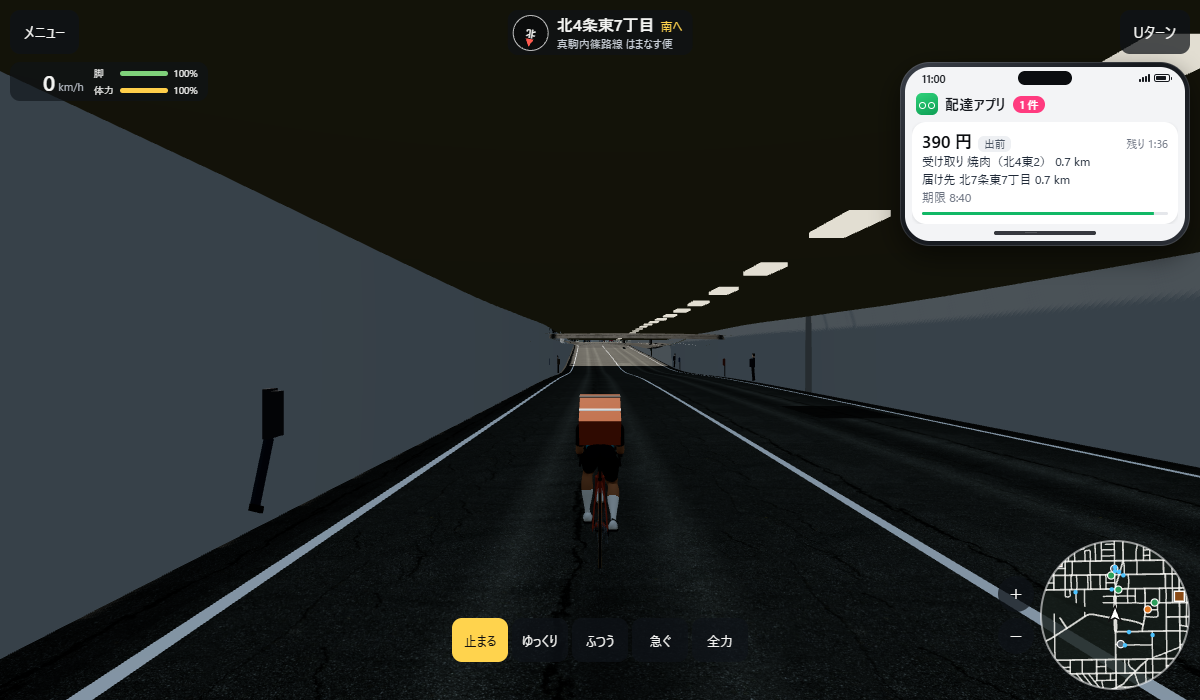 メニュー
北
北4条東7丁目 南へ
真駒内篠路線 はまなす便
Uターン
0 km/h
脚 100%
体力 100%
11:00
配達アプリ 1 件
390 円 出前 残り 1:36
受け取り 焼肉（北4東2） 0.7 km
届け先 北7条東7丁目 0.7 km
期限 8:40
+
−
止まる ゆっくり ふつう 急ぐ 全力